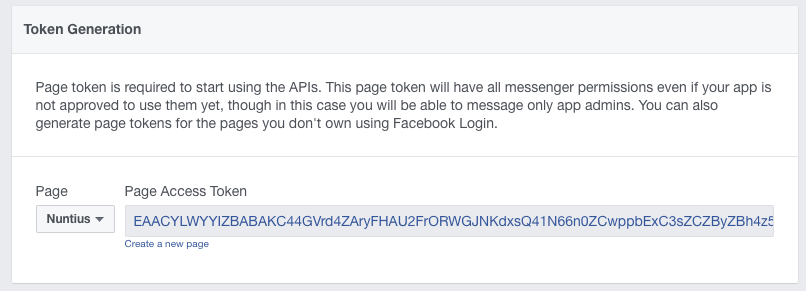 Token Generation
Page token is required to start using the APIs. This page token will have all messenger permissions even if your app is
not approved to use them yet, though in this case you will be able to message only app admins. You can also
generate page tokens for the pages you don't own using Facebook Login.
Page
Page Access Token
Nuntius
EAACYLWYYIZBABAKC44GVrd4ZAryFHAU2FrORWGJNKdxsQ41N66n0ZCwppbExC3sZCZByZBh4z5
Create a new page